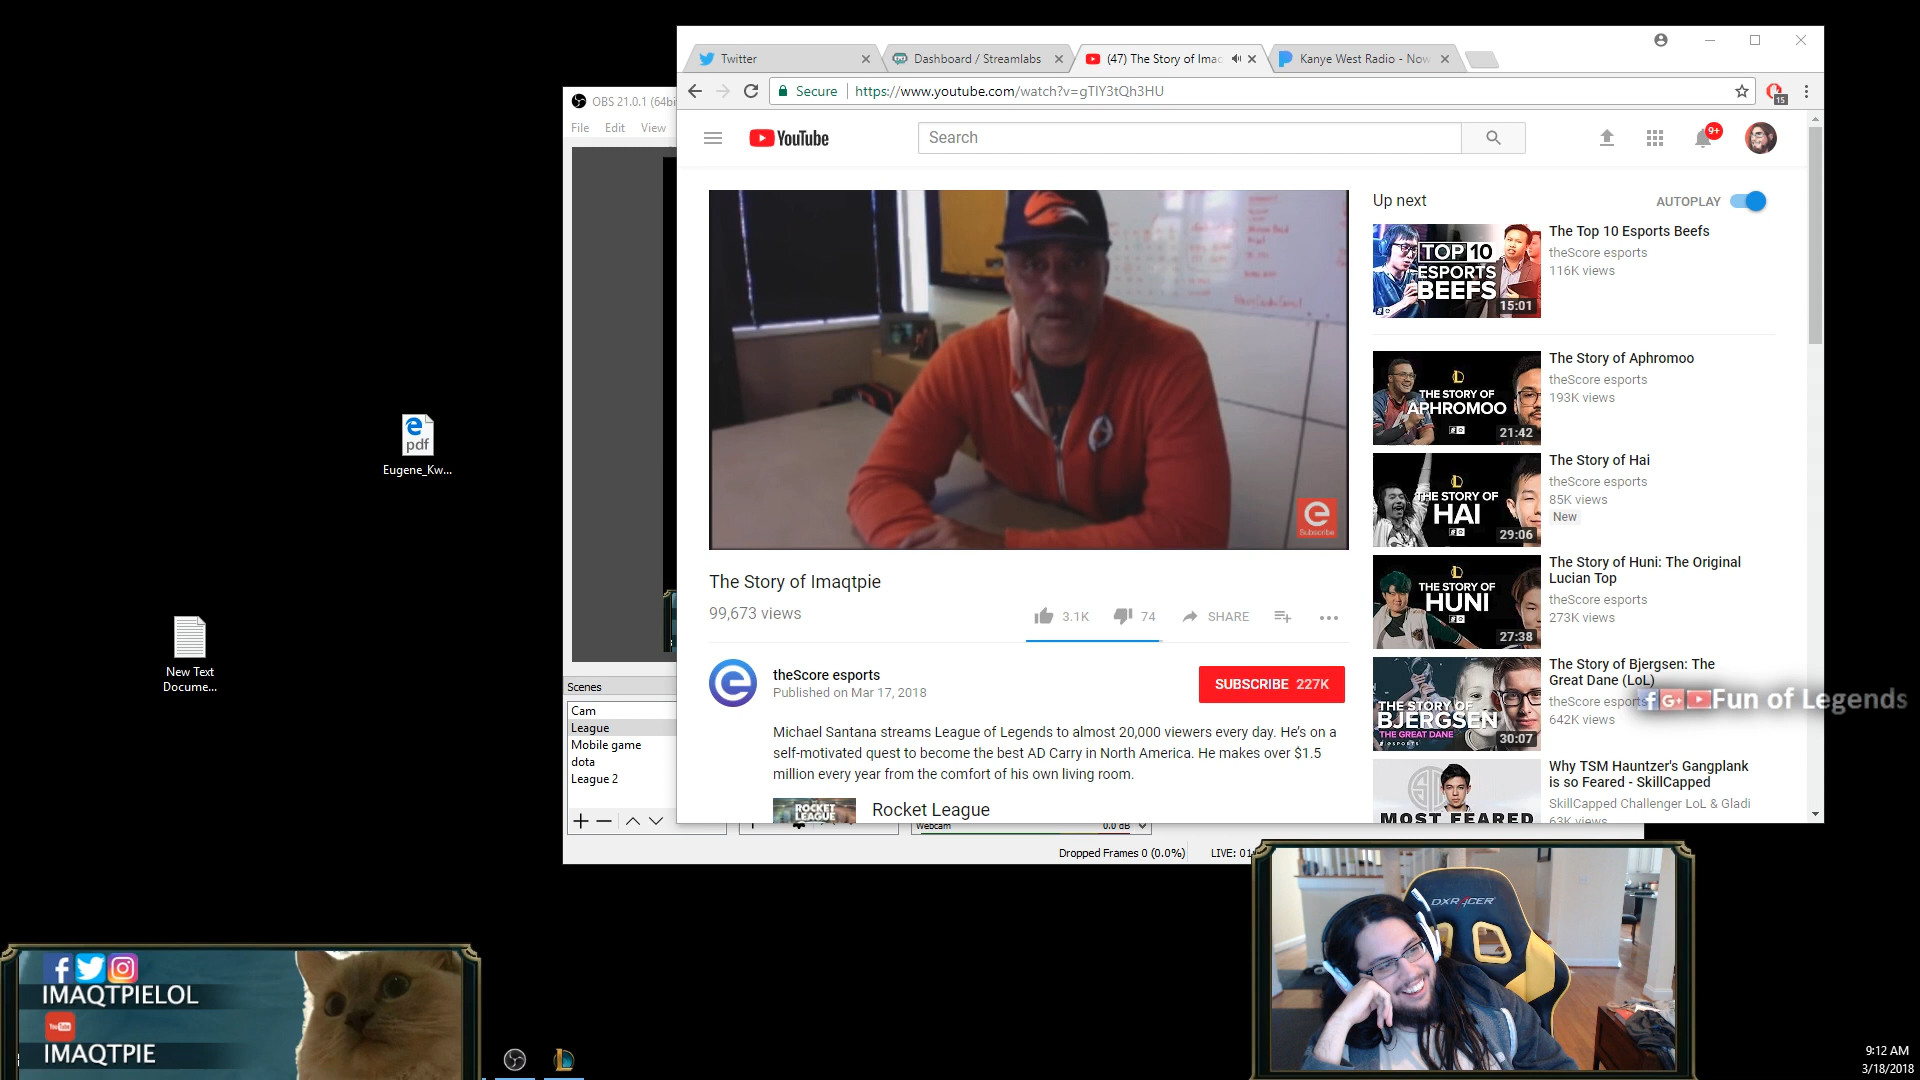 Twitter
Dashboard / Streamlabs
(47) The Story of Imac
Kanye West Radio - Now
Secure
https://www.youtube.com/watch?v=gTIY3tQh3HU
15
OBS 21.0.1 (64bi
File Edit View
YouTube
Search
9+
Up next
AUTOPLAY
TOP 10 ESPORTS BEEFS
15:01
The Top 10 Esports Beefs
theScore esports
116K views
THE STORY OF APHROMOO
21:42
The Story of Aphromoo
theScore esports
193K views
THE STORY OF HAI
29:06
The Story of Hai
theScore esports
85K views
New
THE STORY OF HUNI
27:38
The Story of Huni: The Original
Lucian Top
theScore esports
273K views
THE STORY OF BJERGSEN
THE GREAT DANE
30:07
The Story of Bjergsen: The
Great Dane (LoL)
theScore esports
642K views
Fun of Legends
MOST FEARED
Why TSM Hauntzer's Gangplank
is so Feared - SkillCapped
SkillCapped Challenger LoL & Gladi
63K views
Subscribe
The Story of Imaqtpie
99,673 views
3.1K
74
SHARE
theScore esports
Published on Mar 17, 2018
SUBSCRIBE 227K
Michael Santana streams League of Legends to almost 20,000 viewers every day. He's on a
self-motivated quest to become the best AD Carry in North America. He makes over $1.5
million every year from the comfort of his own living room.
ROCKET LEAGUE
Rocket League
pdf
Eugene_Kw...
New Text
Docume...
Scenes
Cam
League
Mobile game
dota
League 2
Webcam
0.0 dB
Dropped Frames 0 (0.0%)
LIVE: 01
DXRACER
IMAQTPIELOL
YouTube
IMAQTPIE
9:12 AM
3/18/2018